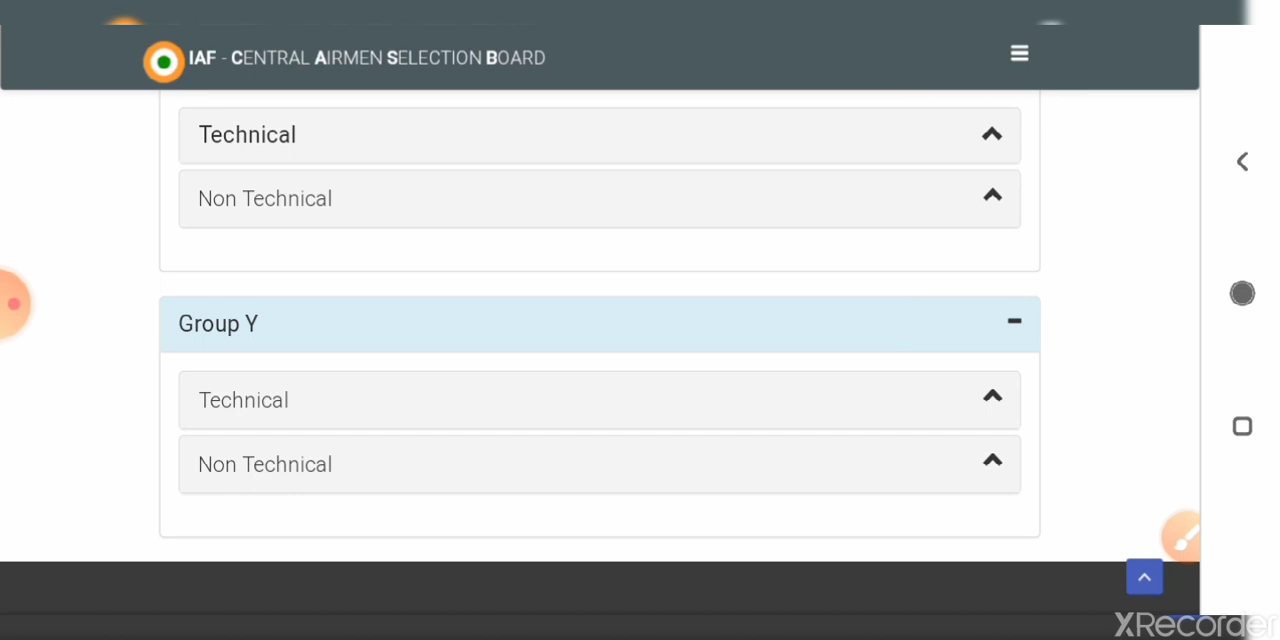 IAF - CENTRAL AIRMEN SELECTION BOARD
Technical
Non Technical
Group Y
Technical
Non Technical
XRecorder